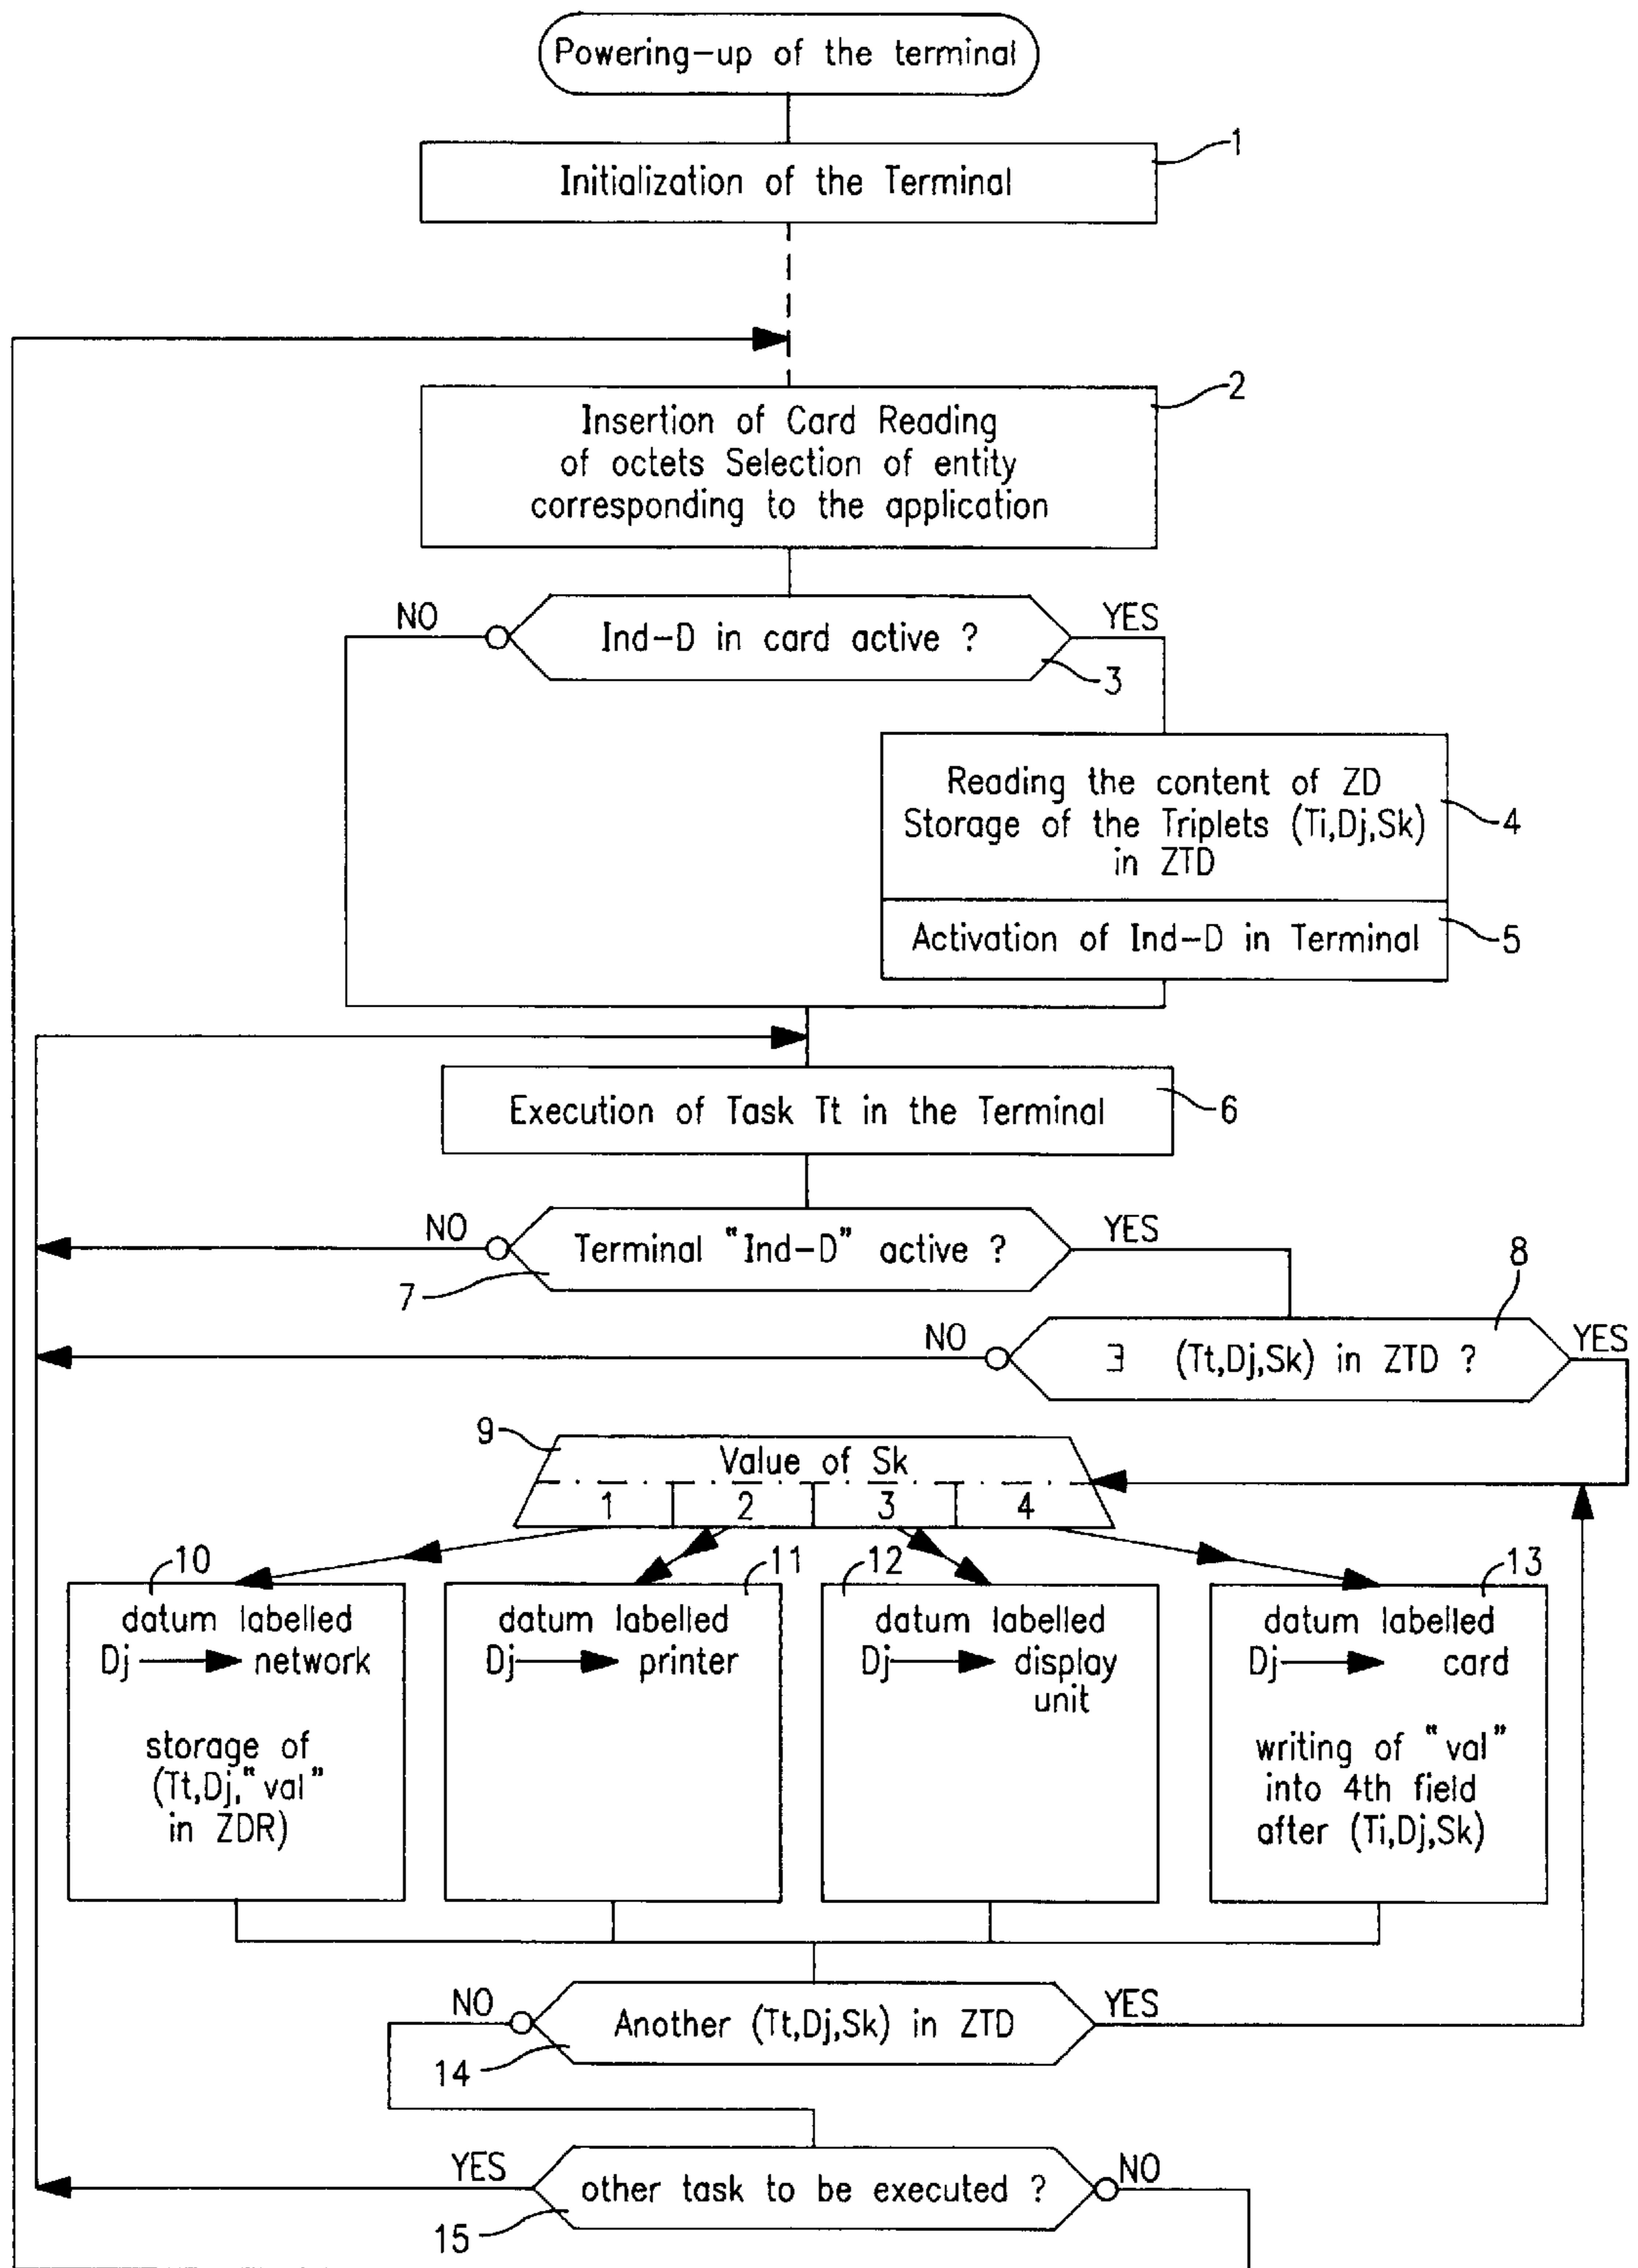 Powering-up of the terminal
1
Initialization of the Terminal
2
Insertion of Card Reading
of octets Selection of entity
corresponding to the application
NO
YES
Ind-D in card active ?
3
Reading the content of ZD
Storage of the Triplets (Ti,Dj,Sk)
in ZTD
4
Activation of Ind-D in Terminal
5
Execution of Task Tt in the Terminal
6
NO
YES
Terminal "Ind-D" active ?
7
8
NO
YES
∃ (Tt,Dj,Sk) in ZTD ?
9
Value of Sk
1 2 3 4
10
datum labelled
Dj network
storage of
(Tt,Dj,"val"
in ZDR)
11
datum labelled
Dj printer
12
datum labelled
Dj display
unit
13
datum labelled
Dj card
writing of "val"
into 4th field
after (Ti,Dj,Sk)
NO
YES
Another (Tt,Dj,Sk) in ZTD
14
YES
NO
other task to be executed ?
15